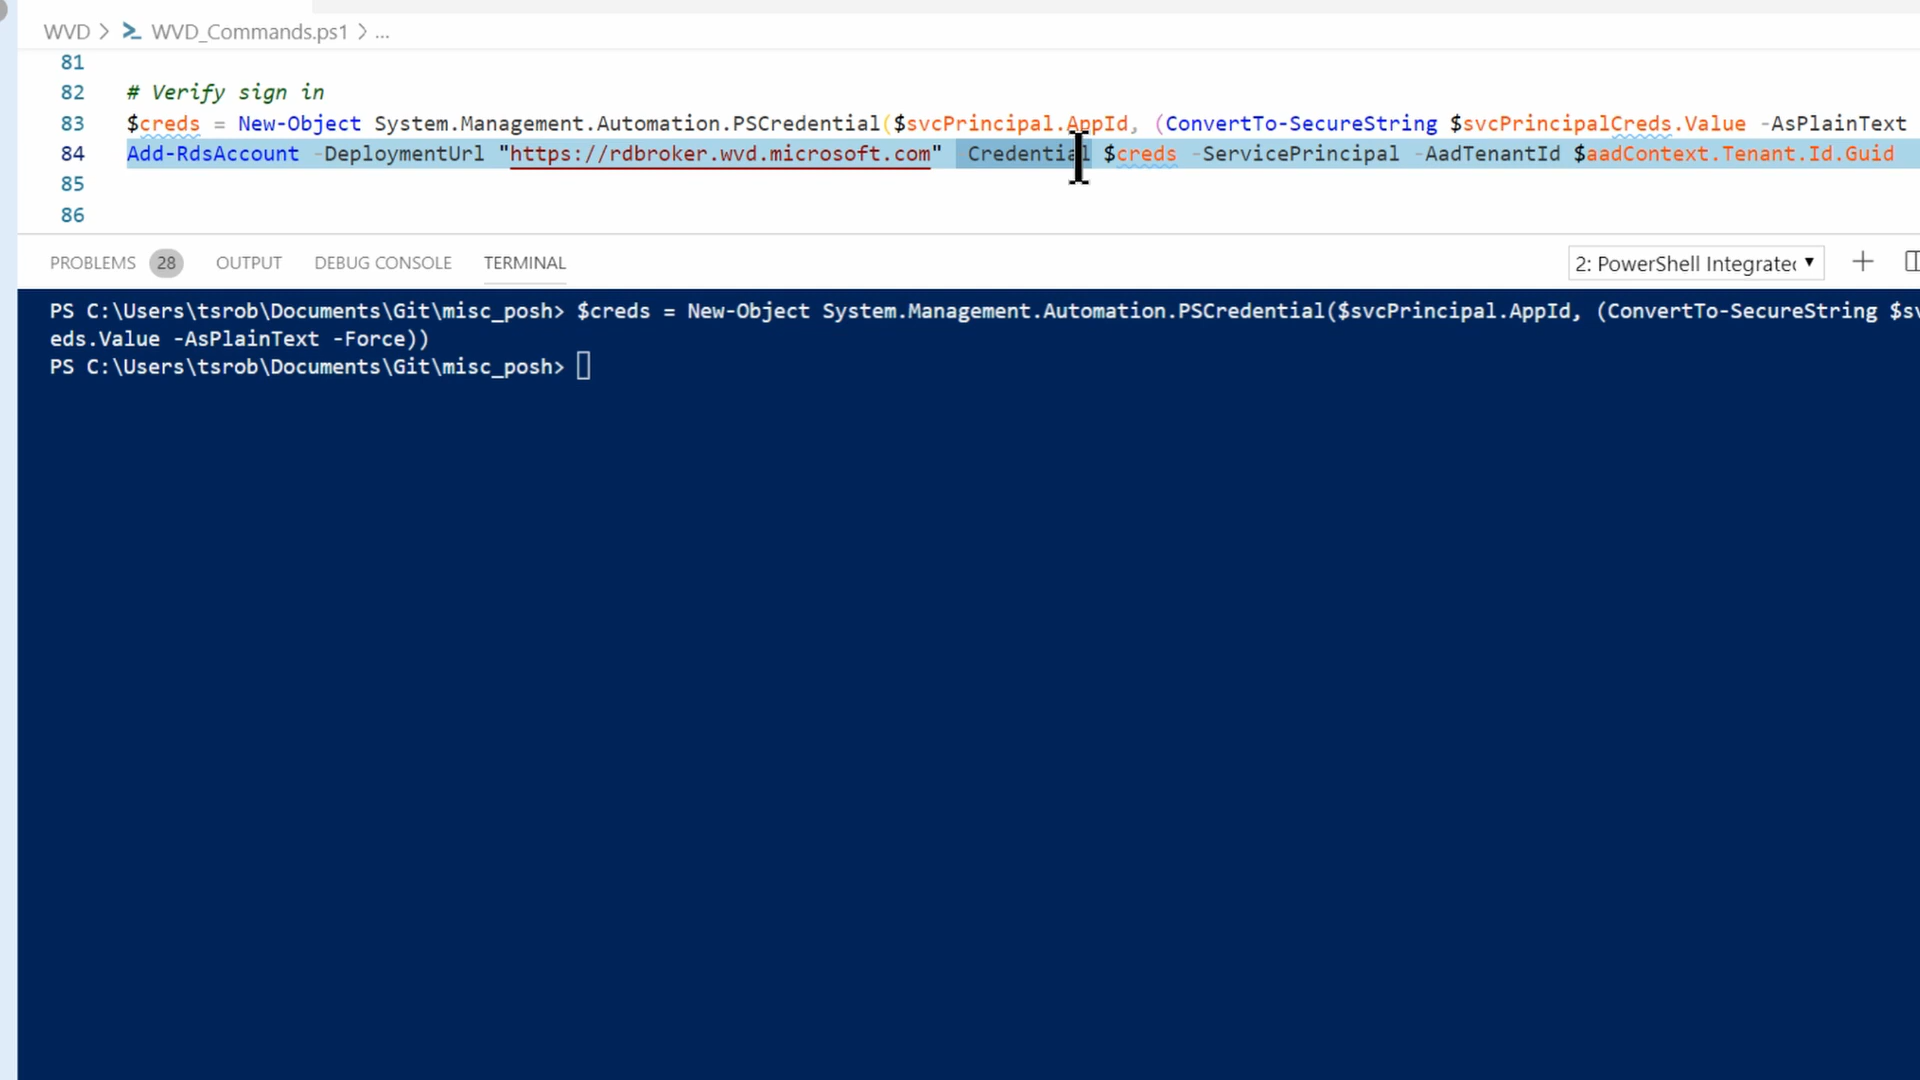 WVD > WVD_Commands.ps1 > ...
81
82 # Verify sign in
83 $creds = New-Object System.Management.Automation.PSCredential($svcPrincipal.AppId, (ConvertTo-SecureString $svcPrincipalCreds.Value -AsPlainText
84 Add-RdsAccount -DeploymentUrl "https://rdbroker.wvd.microsoft.com" Credential $creds -ServicePrincipal -AadTenantId $aadContext.Tenant.Id.Guid
85
86
PROBLEMS 28 OUTPUT DEBUG CONSOLE TERMINAL 2: PowerShell Integrated
PS C:\Users\tsrob\Documents\Git\misc_posh> $creds = New-Object System.Management.Automation.PSCredential($svcPrincipal.AppId, (ConvertTo-SecureString $sv
eds.Value -AsPlainText -Force))
PS C:\Users\tsrob\Documents\Git\misc_posh>